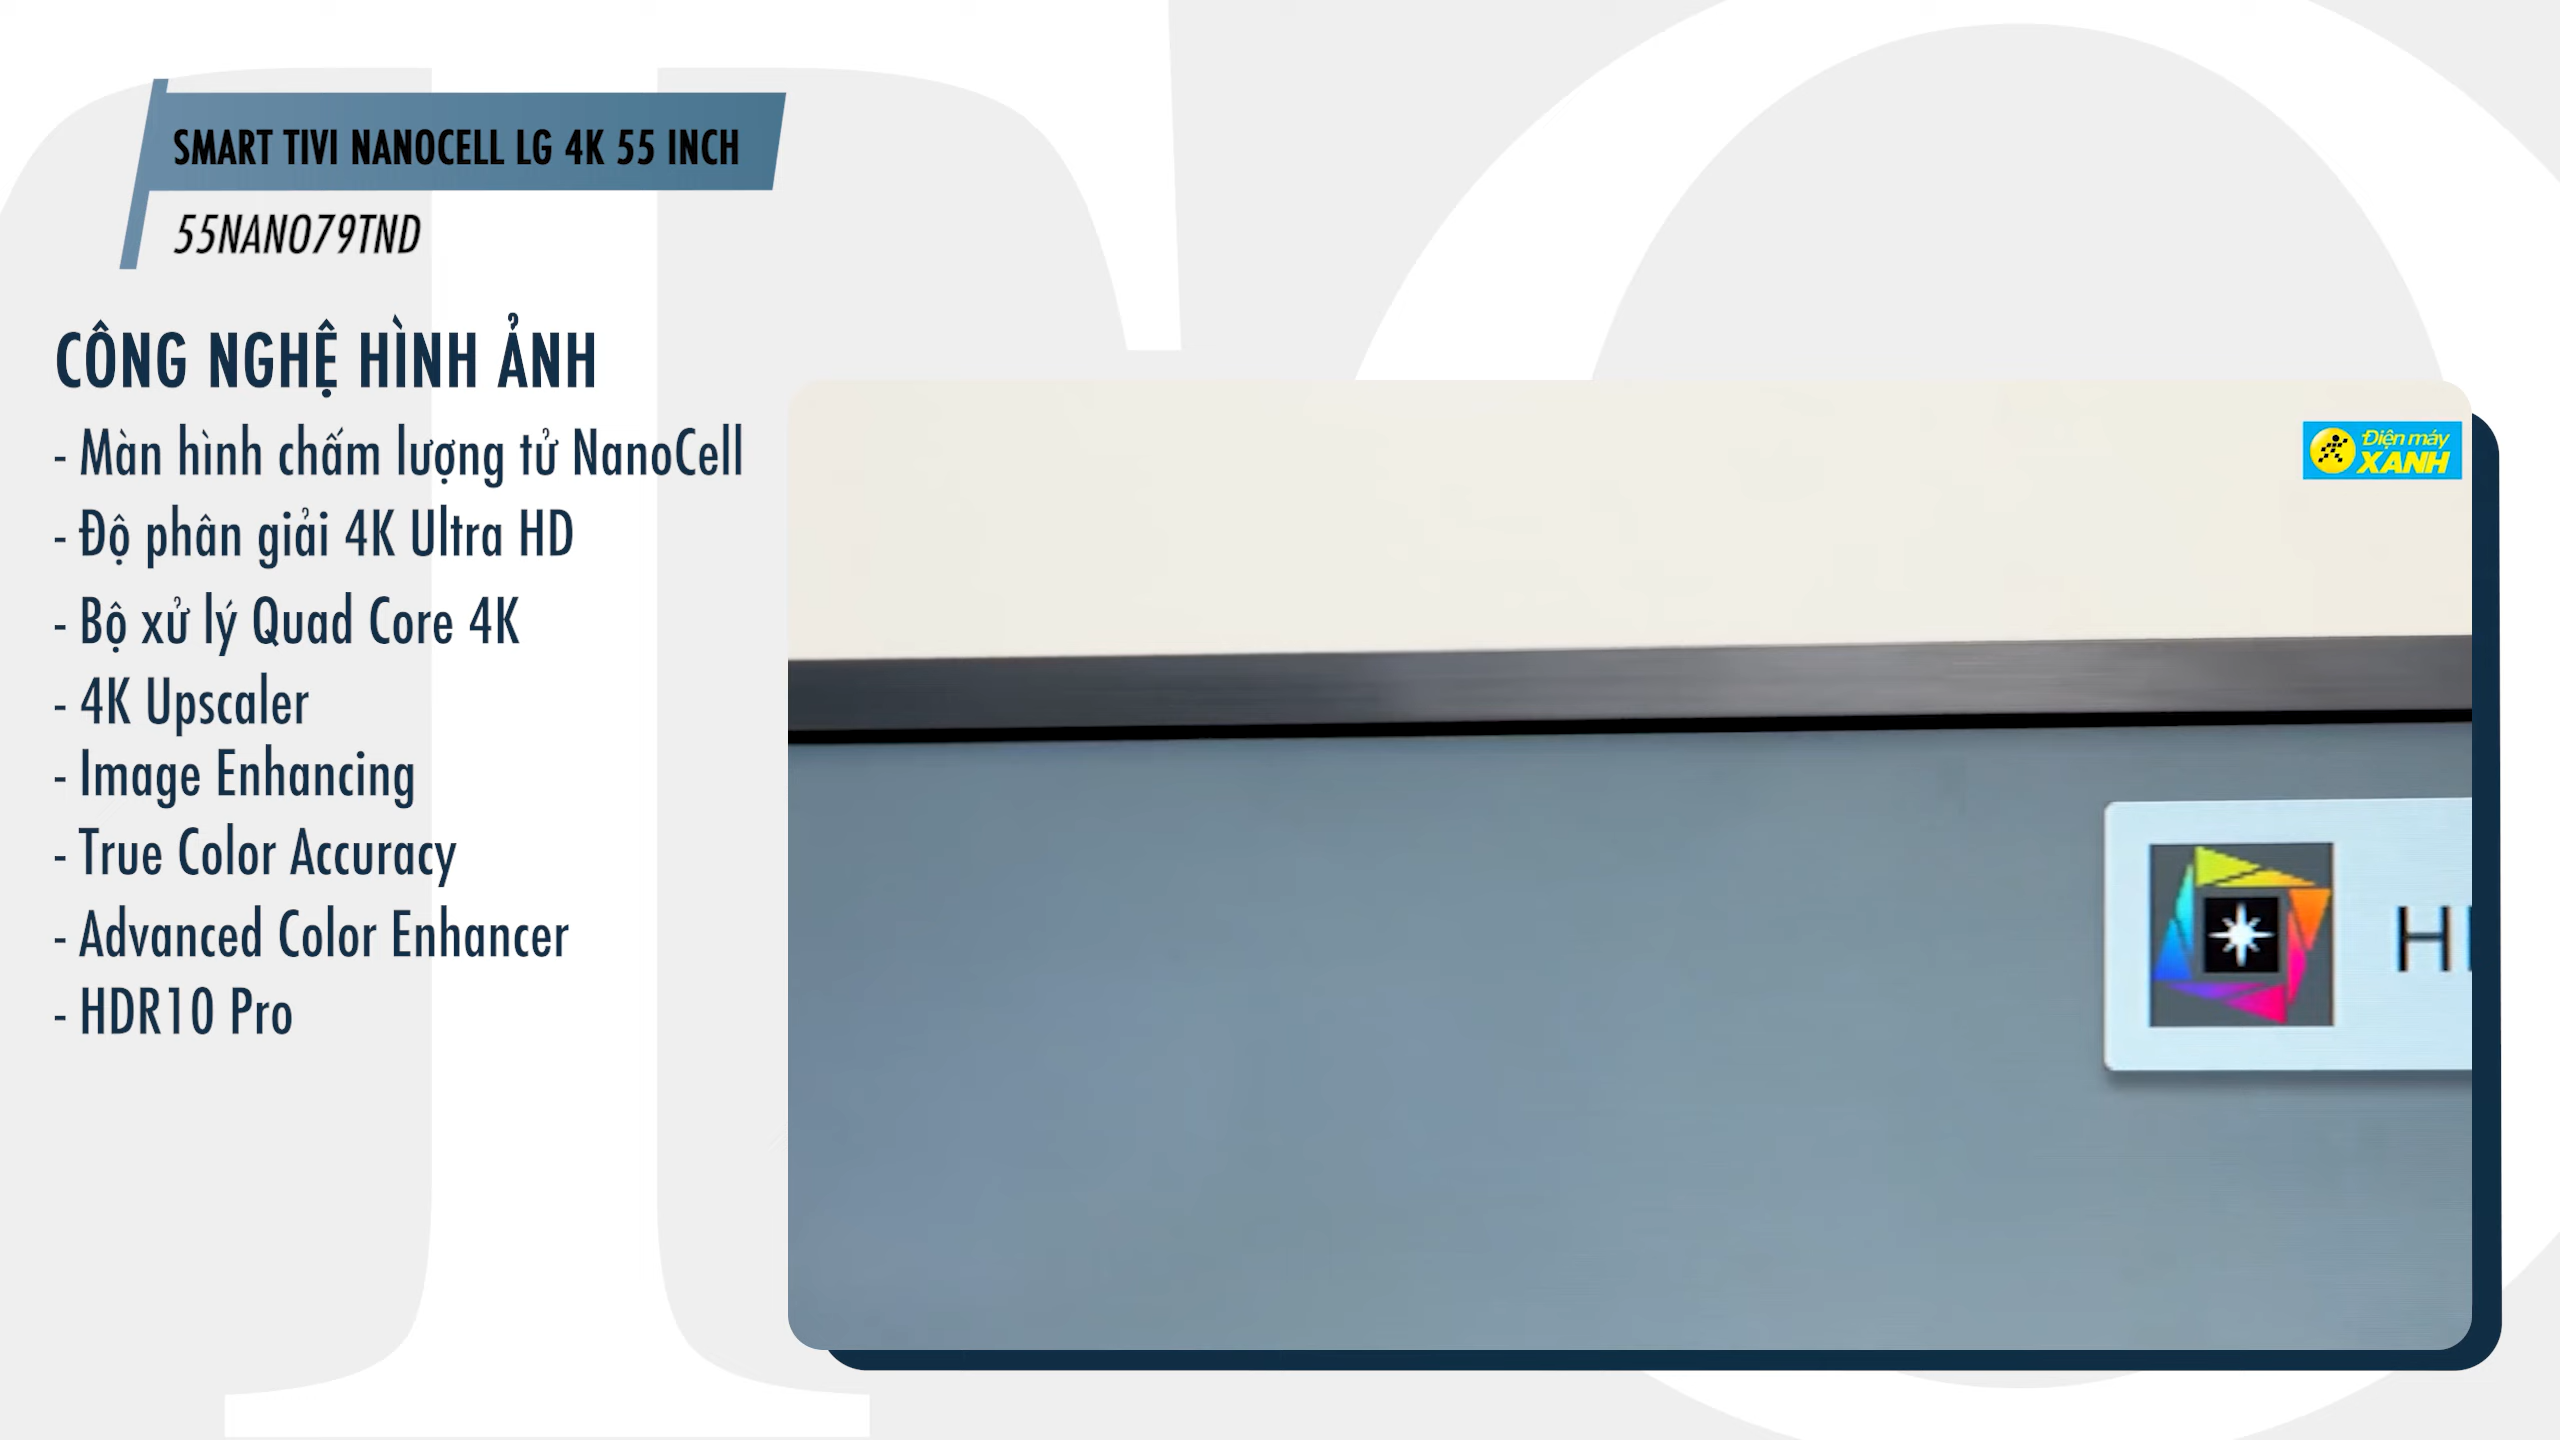 SMART TIVI NANOCELL LG 4K 55 INCH
55NANO79TND
CÔNG NGHỆ HÌNH ẢNH
- Màn hình chấm lượng tử NanoCell
- Độ phân giải 4K Ultra HD
- Bộ xử lý Quad Core 4K
- 4K Upscaler
- Image Enhancing
- True Color Accuracy
- Advanced Color Enhancer
- HDR10 Pro
Điện máy
XANH